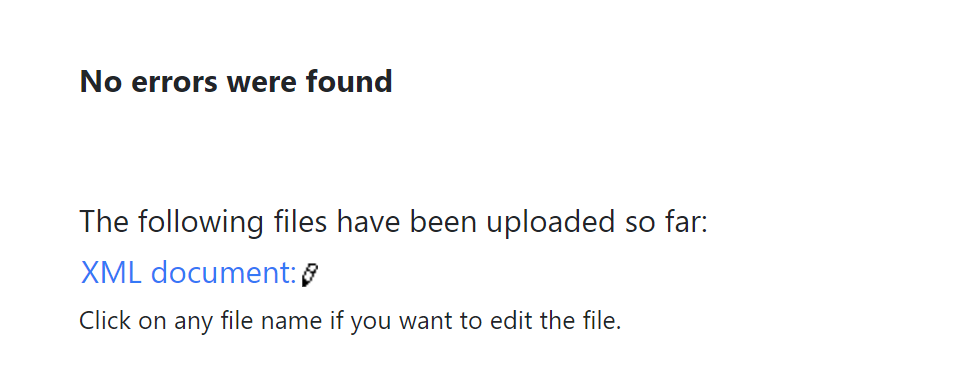 No errors were found
The following files have been uploaded so far:
XML document:
Click on any file name if you want to edit the file.